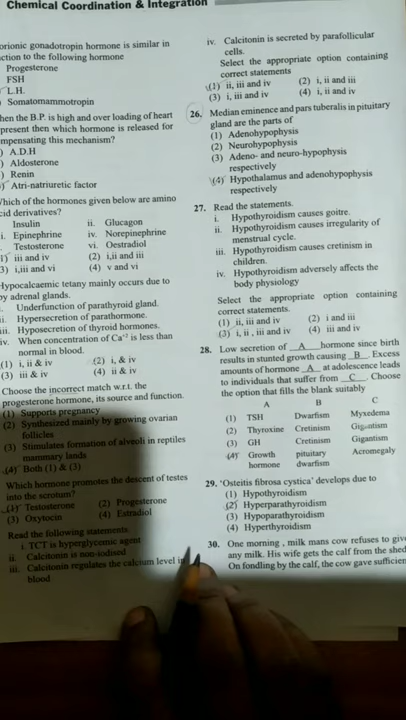 Chemical Coordination & Integration
orionic gonadotropin hormone is similar in
ction to the following hormone
Progesterone
FSH
L.H.
) Somatomammotropin
hen the B.P. is high and over loading of heart
present then which hormone is released for
mpensating this mechanism?
) A.D.H
) Aldosterone
) Renin
) Atri-natriuretic factor
Which of the hormones given below are amino
cid derivatives?
Insulin ii. Glucagon
i. Epinephrine iv. Norepinephrine
Testosterone vi. Oestradiol
1) iii and iv (2) i,ii and iii
3) i,iii and vi (4) v and vi
Hypocalcaemic tetany mainly occurs due to
by adrenal glands.
Underfunction of parathyroid gland.
ii. Hypersecretion of parathormone.
iii. Hyposecretion of thyroid hormones.
iv. When concentration of Ca+2 is less than
normal in blood.
(1) i, ii & iv (2) i, & iv
(3) iii & iv (4) ii & iv
Choose the incorrect match w.r.t. the
progesterone hormone, its source and function.
(1) Supports pregnancy
(2) Synthesized mainly by growing ovarian
follicles
(3) Stimulates formation of alveoli in reptiles
mammary lands
(4) Both (1) & (3)
Which hormone promotes the descent of testes
into the scrotum?
(1) Testosterone (2) Progesterone
(3) Oxytocin (4) Estradiol
Read the following statements.
i. TCT is hyperglycemic agent
ii. Calcitonin is non-iodised
iii. Calcitonin regulates the calcium level in
blood
iv. Calcitonin is secreted by parafollicular
cells.
Select the appropriate option containing
correct statements
(1) ii, iii and iv (2) i, ii and iii
(3) i, iii and iv (4) i, ii and iv
26. Median eminence and pars tuberalis in pituitary
gland are the parts of
(1) Adenohypophysis
(2) Neurohypophysis
(3) Adeno- and neuro-hypophysis
respectively
(4) Hypothalamus and adenohypophysis
respectively
27. Read the statements.
i. Hypothyroidism causes goitre.
ii. Hypothyroidism causes irregularity of
menstrual cycle.
iii. Hypothyroidism causes cretinism in
children.
iv. Hypothyroidism adversely affects the
body physiology
Select the appropriate option containing
correct statements.
(1) ii, iii and iv (2) i and iii
(3) i, ii , iii and iv (4) iii and iv
28. Low secretion of __A__ hormone since birth
results in stunted growth causing _B_. Excess
amounts of hormone _A_ at adolescence leads
to individuals that suffer from __C__. Choose
the option that fills the blank suitably
A B C
(1) TSH Dwarfism Myxedema
(2) Thyroxine Cretinism Gigantism
(3) GH Cretinism Gigantism
(4) Growth pituitary Acromegaly
hormone dwarfism
29. 'Osteitis fibrosa cystica' develops due to
(1) Hypothyroidism
(2) Hyperparathyroidism
(3) Hypoparathyroidism
(4) Hyperthyroidism
30. One morning , milk mans cow refuses to give
any milk. His wife gets the calf from the shed
On fondling by the calf, the cow gave sufficien